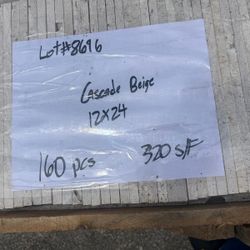 Lot#8696
Cascade Beige
12x24
160 pcs 320 s/F